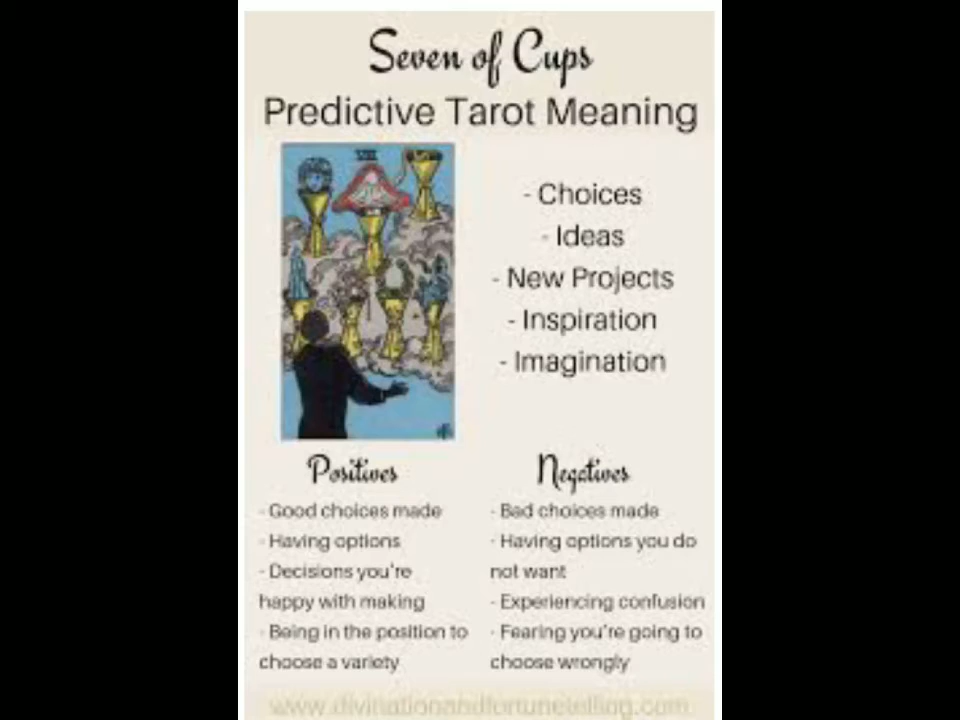 Seven of Cups
Predictive Tarot Meaning
VII
- Choices
- Ideas
- New Projects
- Inspiration
- Imagination
Positives
- Good choices made
- Having options
- Decisions you're
happy with making
- Being in the position to
choose a variety
Negatives
- Bad choices made
- Having options you do
not want
- Experiencing confusion
- Fearing you're going to
choose wrongly
www.divinationandfortunetelling.com